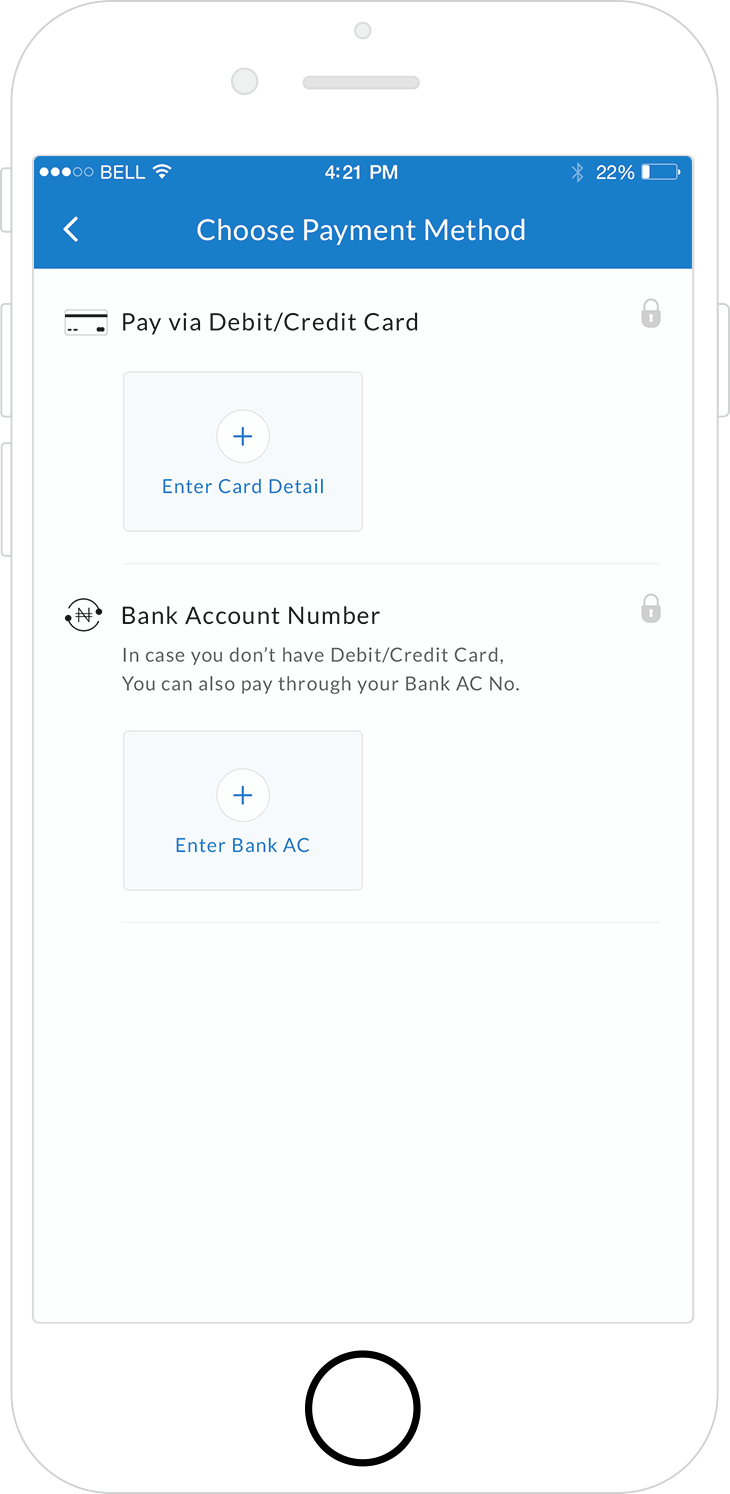 BELL 4:21 PM 22%
Choose Payment Method
Pay via Debit/Credit Card
+
Enter Card Detail
₦ Bank Account Number
In case you don’t have Debit/Credit Card,
You can also pay through your Bank AC No.
+
Enter Bank AC